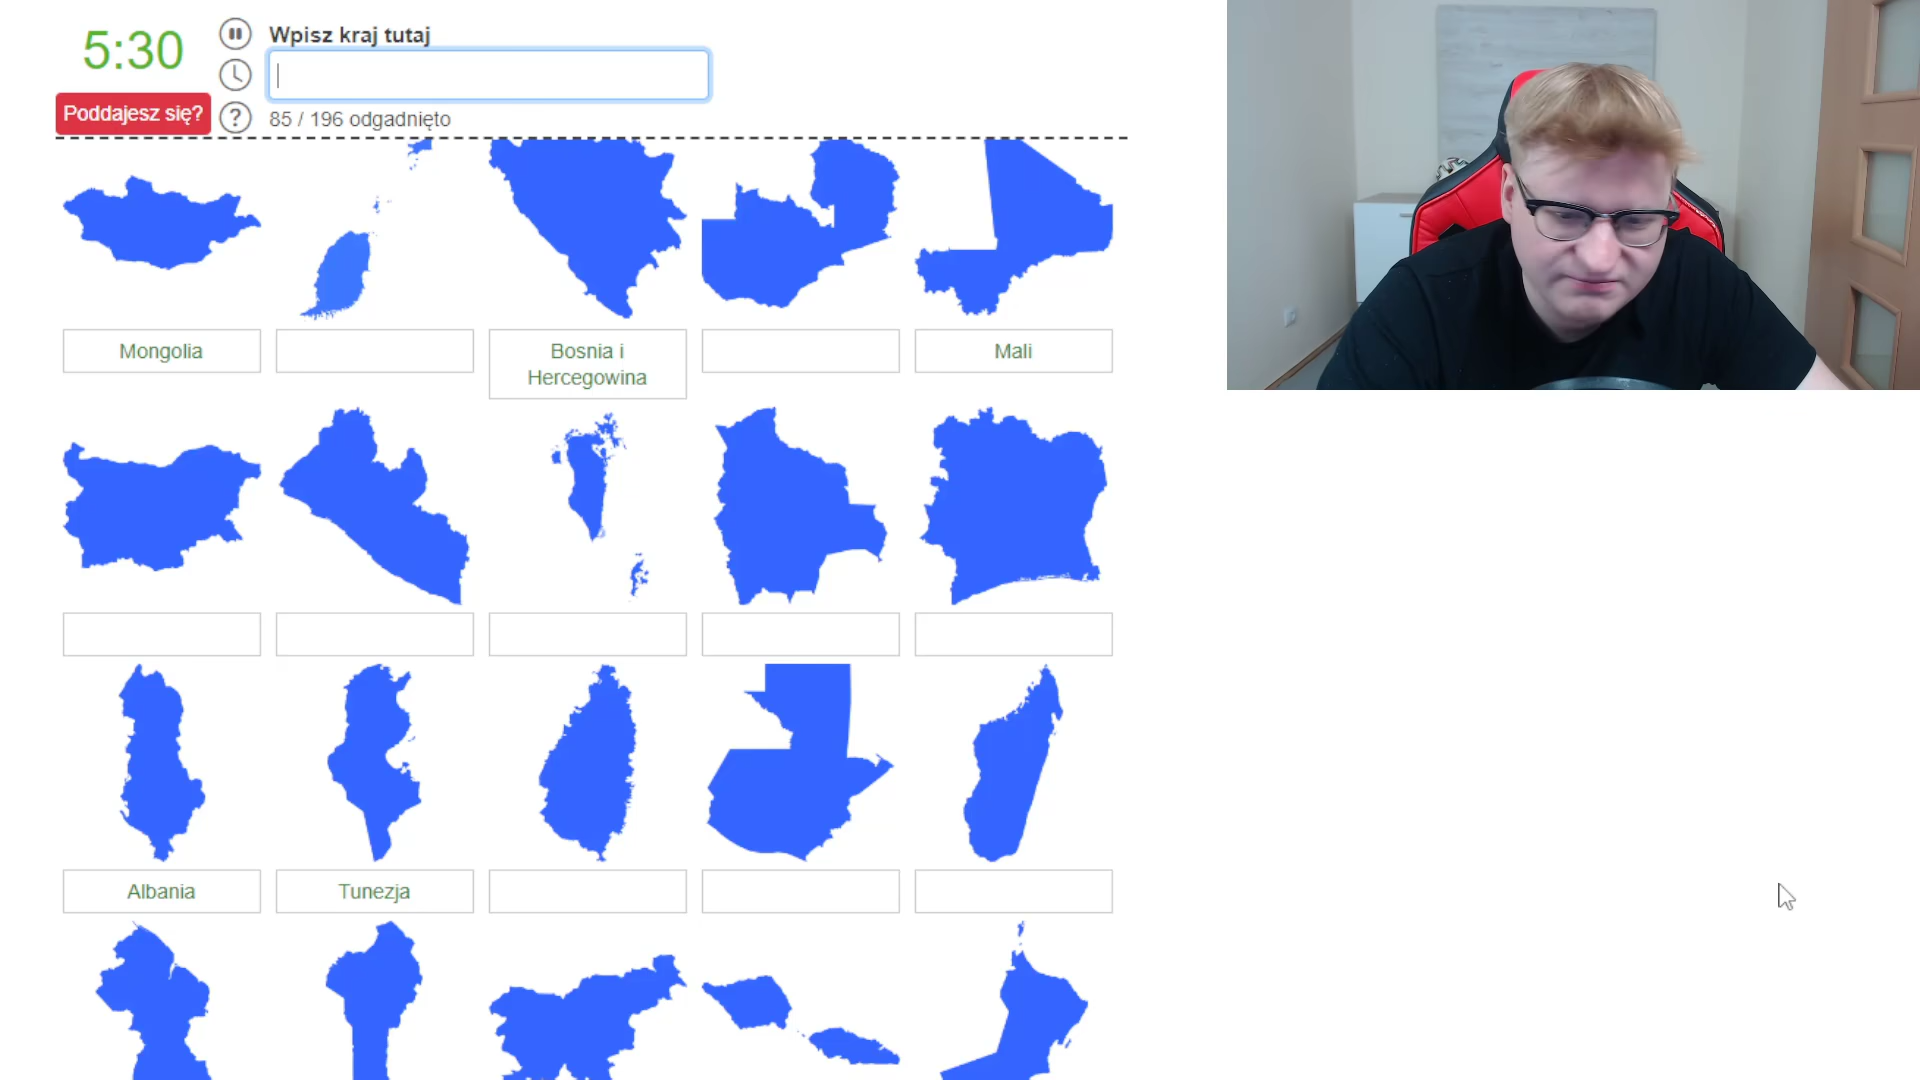 5:30
Wpisz kraj tutaj
Poddajesz się?
?
85 / 196 odgadnięto
Mongolia
Bosnia i
Hercegowina
Mali
Albania
Tunezja